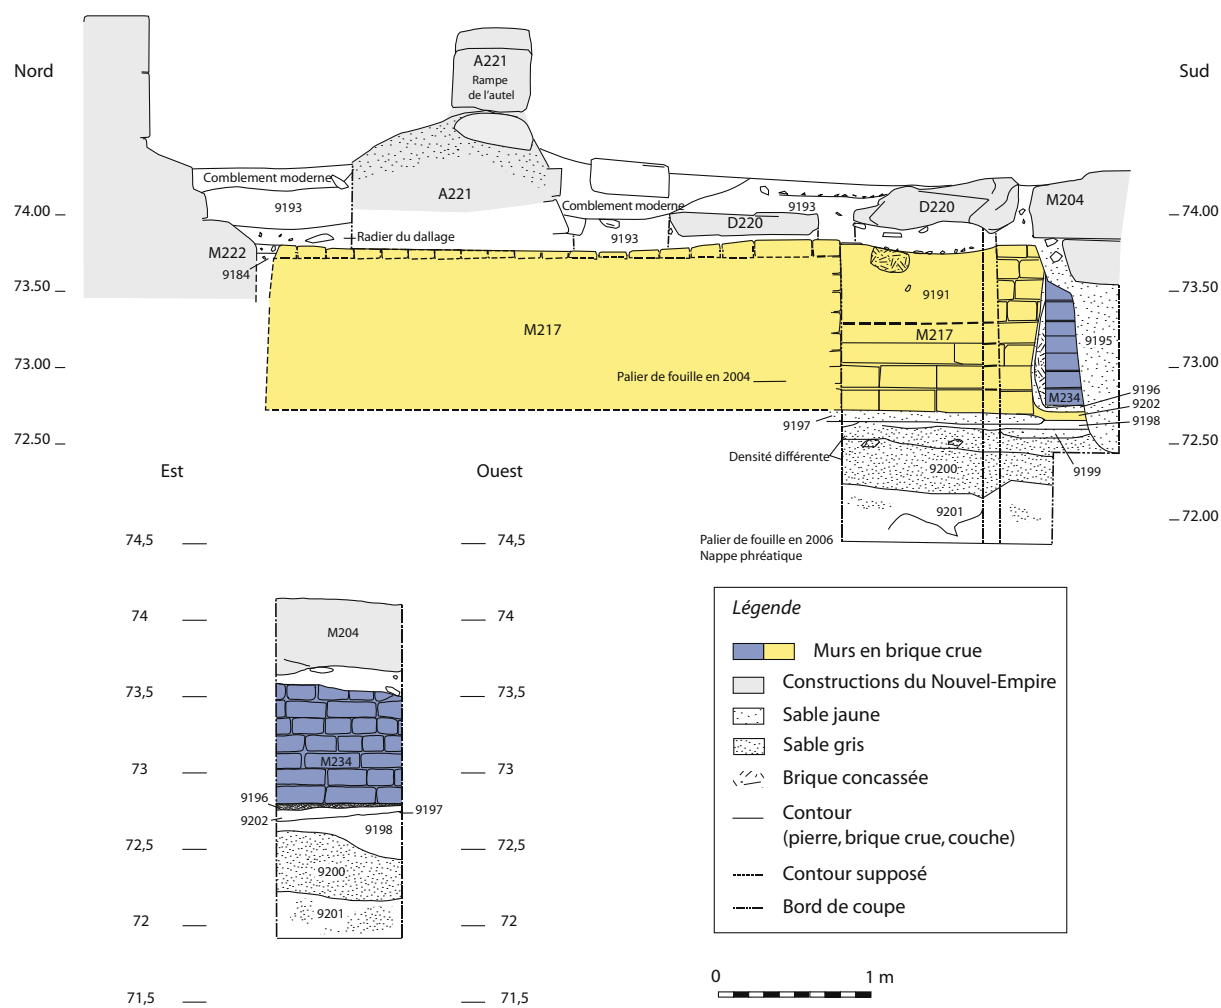 Nord
Sud
A221
Rampe
de l'autel
Comblement moderne
9193
A221
Comblement moderne
9193
D220
9193
D220
M204
74.00
74.00
Radier du dallage
M222
9184
73.50
73.50
9191
M217
M217
9195
73.00
73.00
Palier de fouille en 2004
M234
9196
9202
9197
9198
72.50
72.50
Densité différente
9200
9199
9201
72.00
Palier de fouille en 2006
Nappe phréatique
Est
Ouest
74,5
74,5
74
74
M204
73,5
73,5
M234
73
73
9196
9197
9202
9198
72,5
72,5
9200
9201
72
72
71,5
71,5
Légende
Murs en brique crue
Constructions du Nouvel-Empire
Sable jaune
Sable gris
Brique concassée
Contour
(pierre, brique crue, couche)
Contour supposé
Bord de coupe
0
1 m